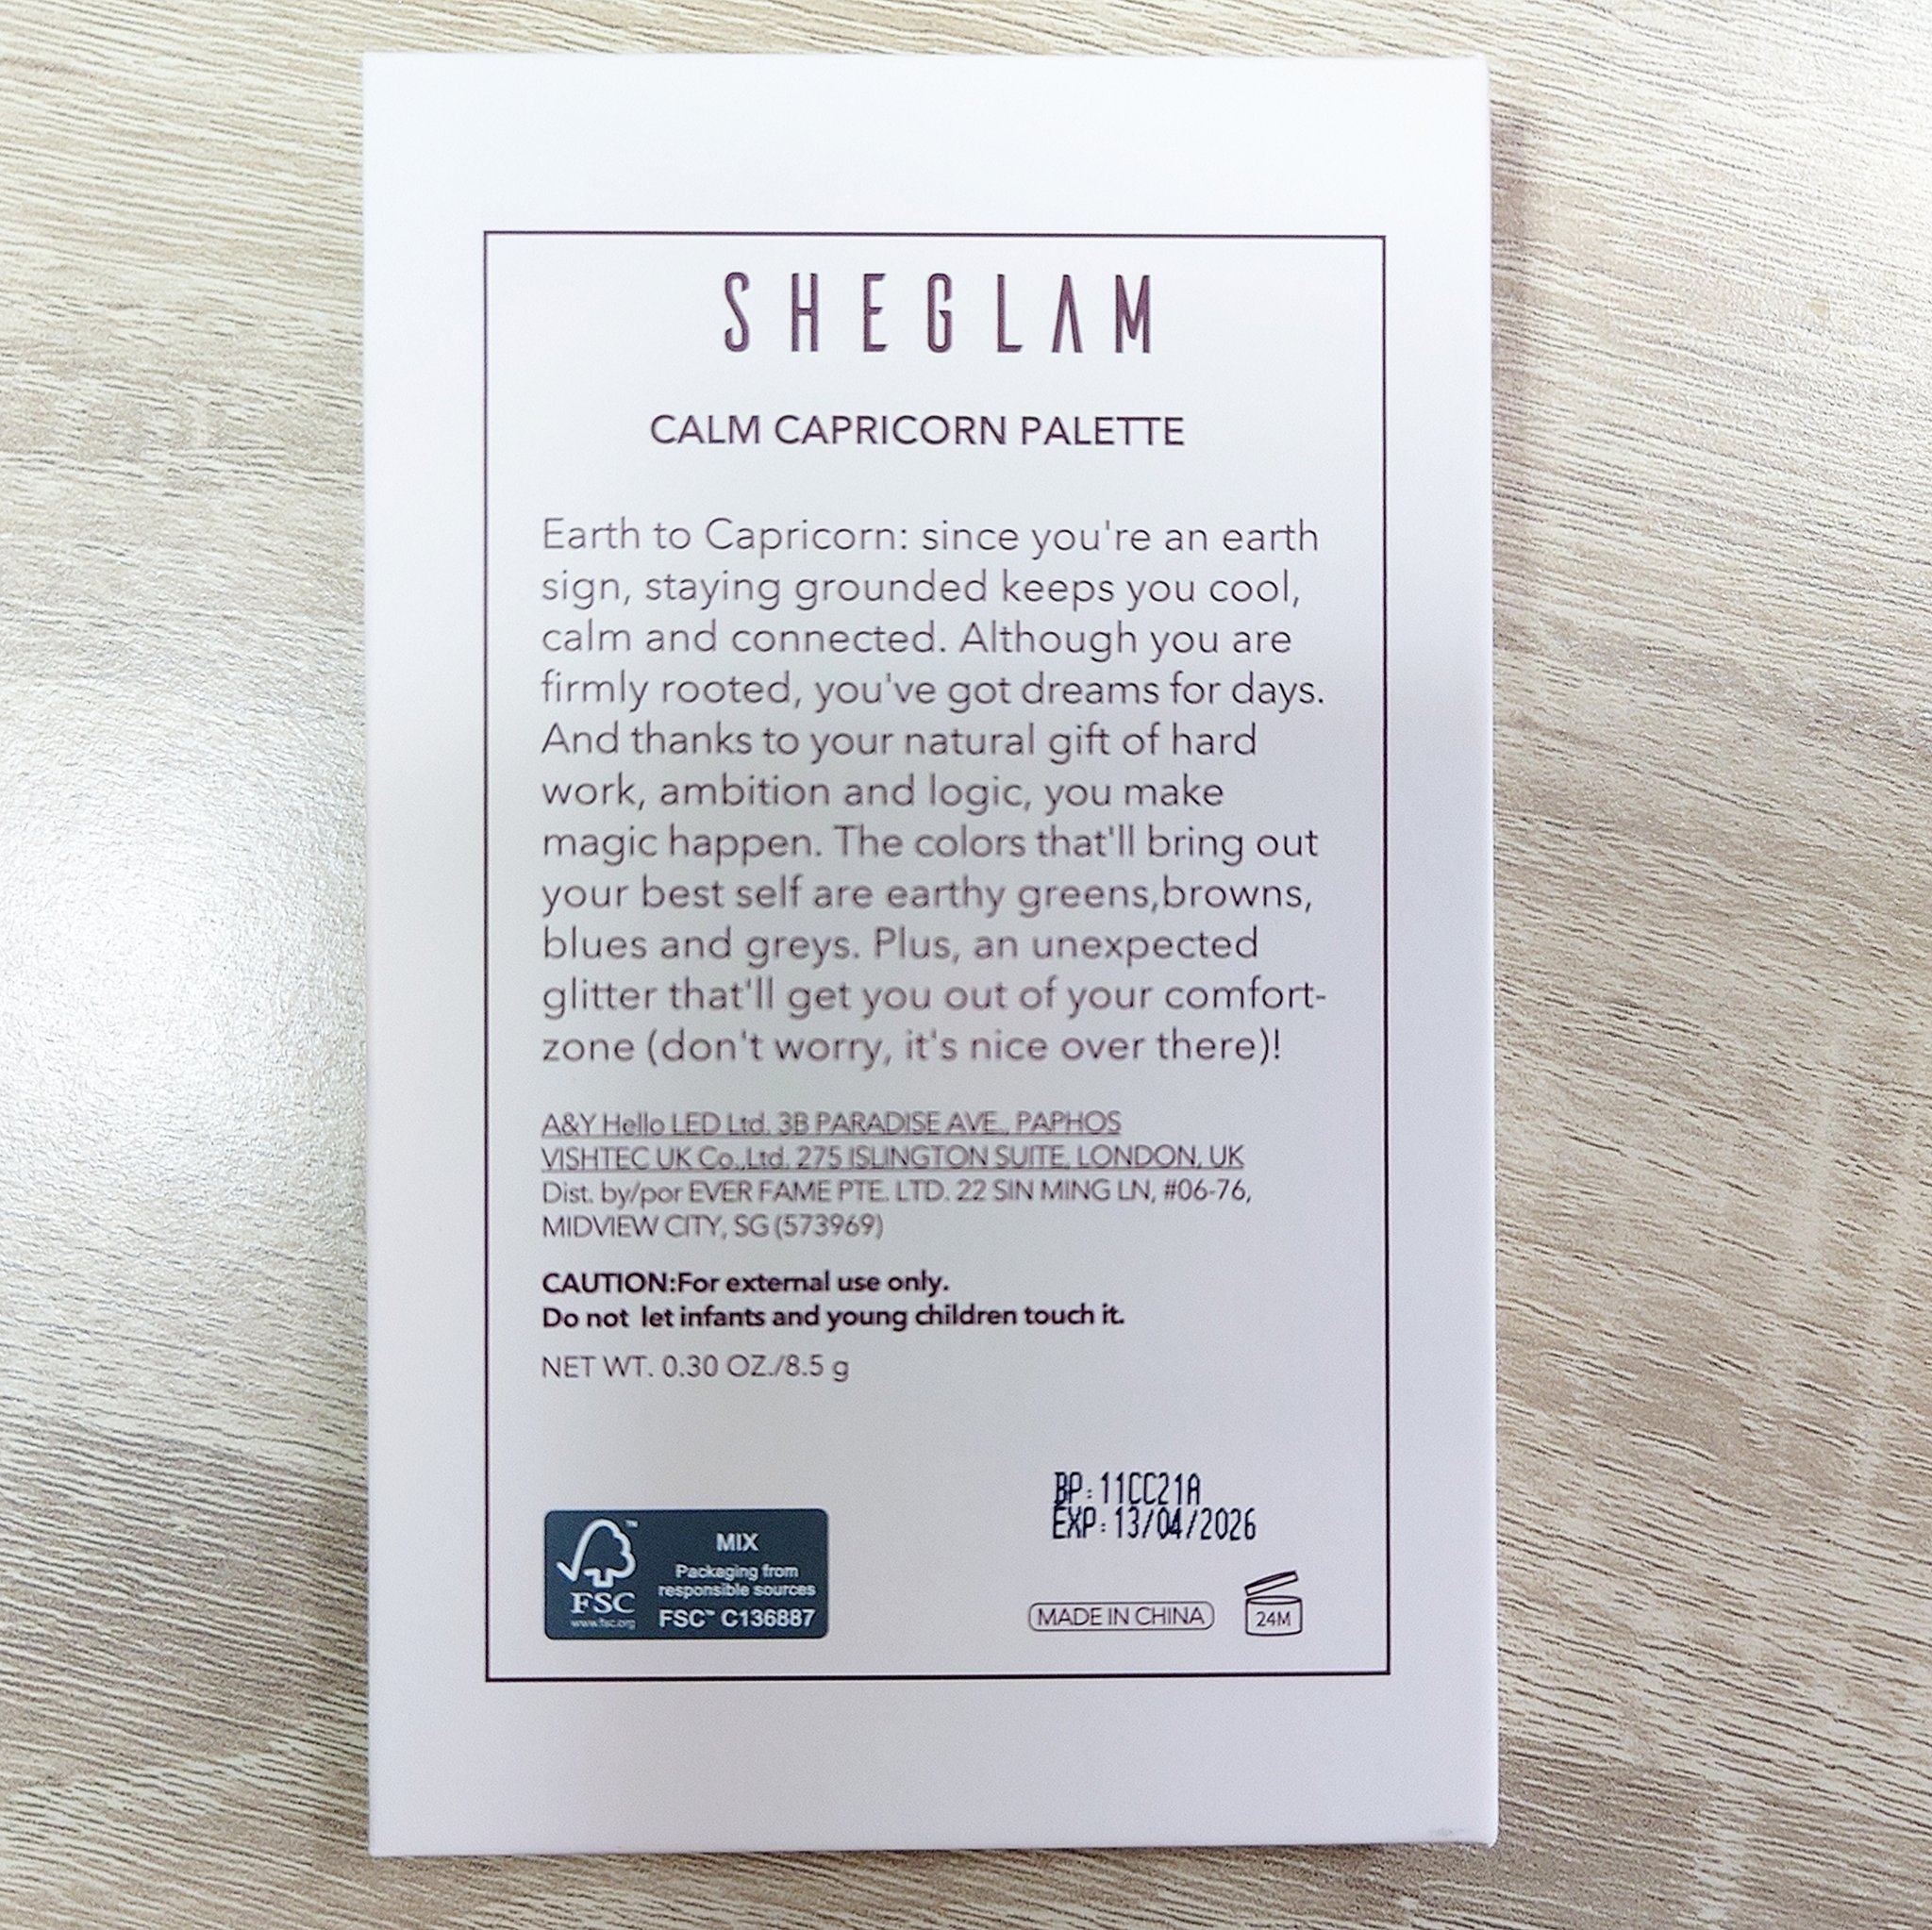 SHEGLAM
CALM CAPRICORN PALETTE
Earth to Capricorn: since you're an earth
sign, staying grounded keeps you cool,
calm and connected. Although you are
firmly rooted, you've got dreams for days.
And thanks to your natural gift of hard
work, ambition and logic, you make
magic happen. The colors that'll bring out
your best self are earthy greens,browns,
blues and greys. Plus, an unexpected
glitter that'll get you out of your comfort-
zone (don't worry, it's nice over there)!
A&Y Hello LED Ltd. 3B PARADISE AVE., PAPHOS
VISHTEC UK Co.,Ltd. 275 ISLINGTON SUITE, LONDON, UK
Dist. by/por EVER FAME PTE. LTD. 22 SIN MING LN, #06-76,
MIDVIEW CITY, SG (573969)
CAUTION:For external use only.
Do not let infants and young children touch it.
NET WT. 0.30 OZ./8.5 g
BP: 11CC21A
EXP: 13/04/2026
FSC
www.fsc.org
MIX
Packaging from
responsible sources
FSC™ C136887
MADE IN CHINA
24M